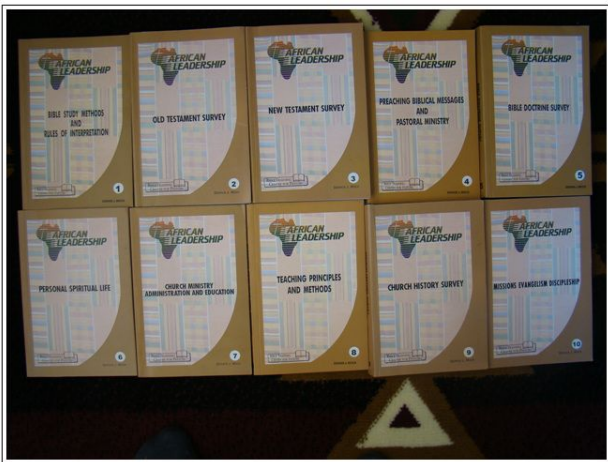 AFRICAN
LEADERSHIP
BIBLE STUDY METHODS
AND
RULES OF INTERPRETATION
1
AFRICAN
LEADERSHIP
OLD TESTAMENT SURVEY
2
AFRICAN
LEADERSHIP
NEW TESTAMENT SURVEY
3
AFRICAN
LEADERSHIP
PREACHING BIBLICAL MESSAGES
AND
PASTORAL MINISTRY
4
AFRICAN
LEADERSHIP
BIBLE DOCTRINE SURVEY
5
AFRICAN
LEADERSHIP
PERSONAL SPIRITUAL LIFE
6
AFRICAN
LEADERSHIP
CHURCH MINISTRY
ADMINISTRATION AND EDUCATION
7
AFRICAN
LEADERSHIP
TEACHING PRINCIPLES
AND METHODS
8
AFRICAN
LEADERSHIP
CHURCH HISTORY SURVEY
9
AFRICAN
LEADERSHIP
MISSIONS EVANGELISM DISCIPLESHIP
10